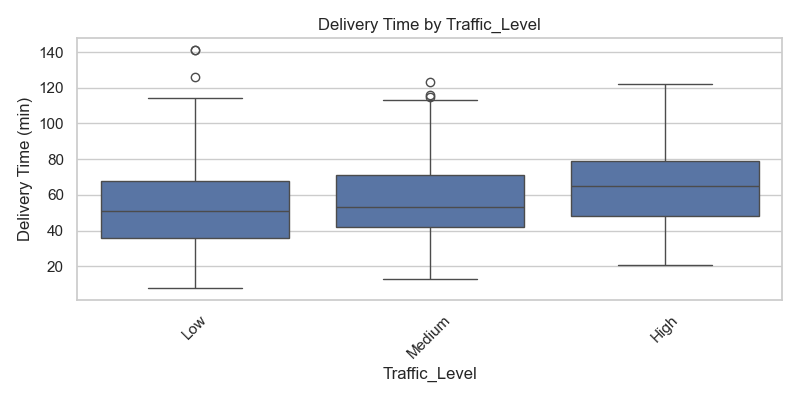 Delivery Time by Traffic_Level
Delivery Time (min)
140
120
100
80
60
40
20
Low
Medium
High
Traffic_Level